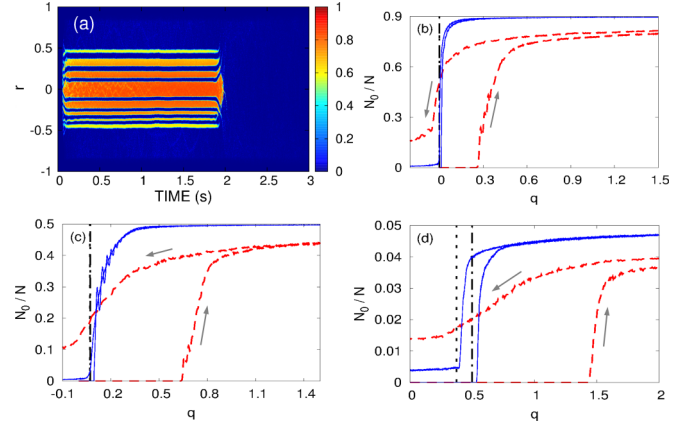 (a)
r
1
0.5
0
-0.5
-1
0 0.5 1 1.5 2 2.5 3
TIME (s)
1
0.8
0.6
0.4
0.2
0
(b)
N0 / N
0.9
0.6
0.3
0
0 0.3 0.6 0.9 1.2 1.5
q
(c)
N0 / N
0.5
0.4
0.3
0.2
0.1
0
-0.1 0.2 0.5 0.8 1.1 1.4
q
(d)
N0 / N
0.05
0.04
0.03
0.02
0.01
0
0 0.5 1 1.5 2
q